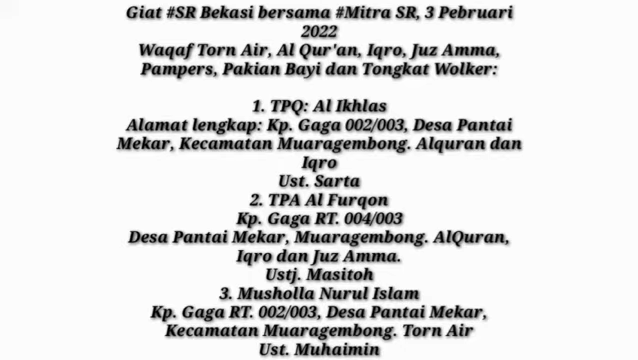 Giat #SR Bekasi bersama #Mitra SR, 3 Pebruari
2022
Waqaf Torn Air, Al Qur'an, Iqro, Juz Amma,
Pampers, Pakian Bayi dan Tongkat Wolker:
1. TPQ: Al Ikhlas
Alamat lengkap: Kp. Gaga 002/003, Desa Pantai
Mekar, Kecamatan Muaragembong. Alquran dan
Iqro
Ust. Sarta
2. TPA Al Furqon
Kp. Gaga RT. 004/003
Desa Pantai Mekar, Muaragembong. AlQuran,
Iqro dan Juz Amma.
Ustj. Masitoh
3. Musholla Nurul Islam
Kp. Gaga RT. 002/003, Desa Pantai Mekar,
Kecamatan Muaragembong. Torn Air
Ust. Muhaimin